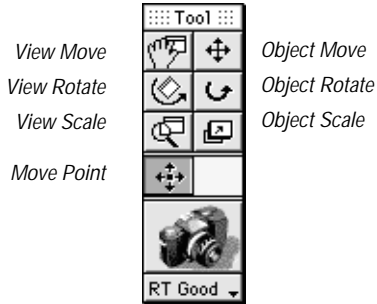 Tool
View Move
Object Move
View Rotate
Object Rotate
View Scale
Object Scale
Move Point
RT Good